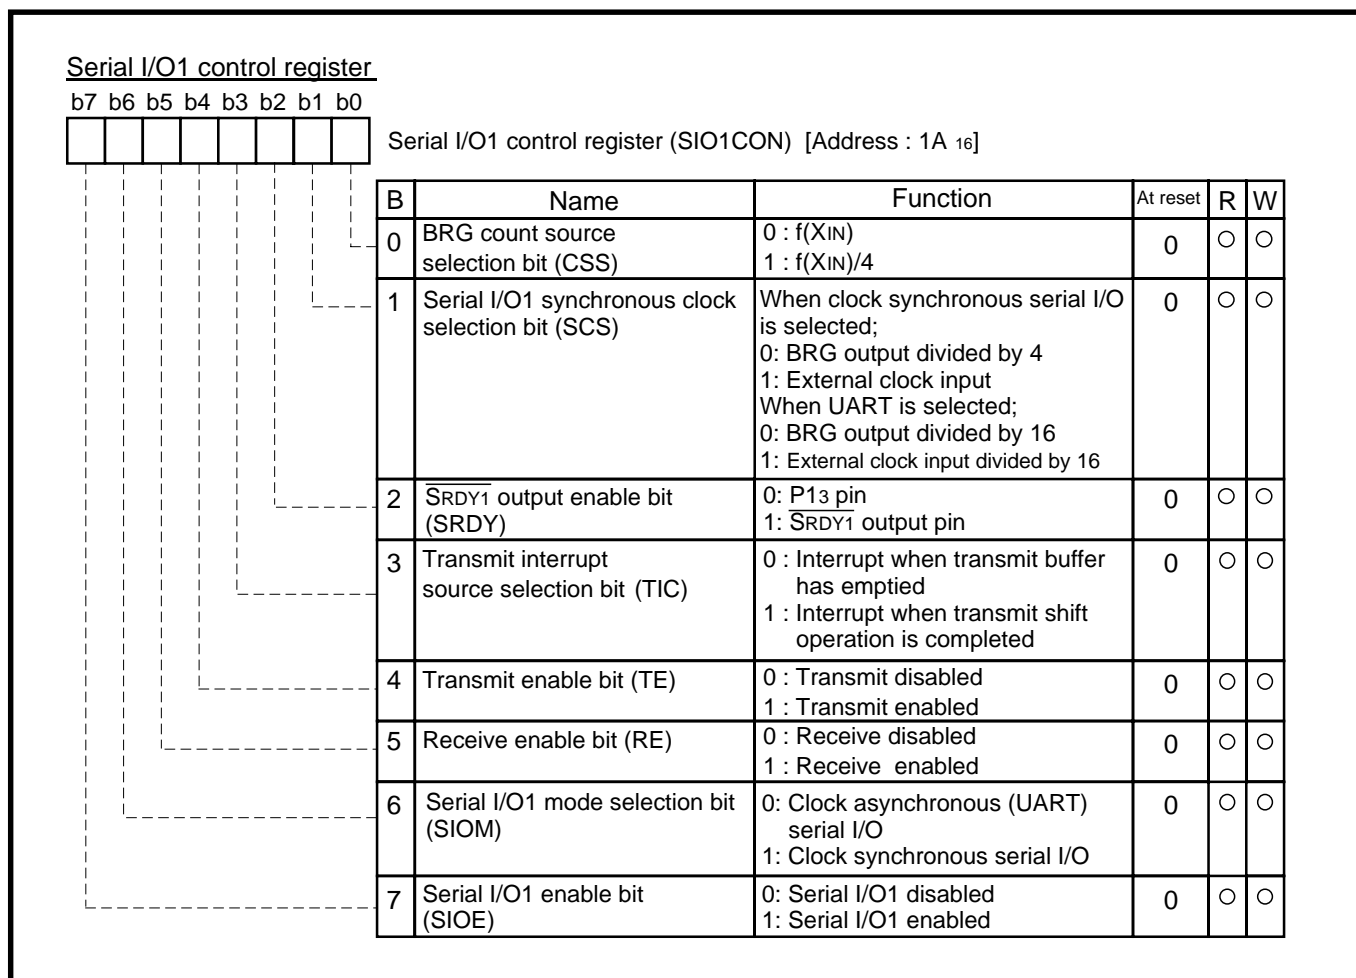 Serial I/O1 control register
b7 b6 b5 b4 b3 b2 b1 b0
Serial I/O1 control register (SIO1CON) [Address : 1A 16]
B Name Function At reset R W
0 BRG count source 0 : f(XIN) 0 ○ ○
selection bit (CSS) 1 : f(XIN)/4
1 Serial I/O1 synchronous clock When clock synchronous serial I/O 0 ○ ○
selection bit (SCS) is selected;
0: BRG output divided by 4
1: External clock input
When UART is selected;
0: BRG output divided by 16
1: External clock input divided by 16
2 SRDY1 output enable bit 0: P13 pin 0 ○ ○
(SRDY) 1: SRDY1 output pin
3 Transmit interrupt 0 : Interrupt when transmit buffer 0 ○ ○
source selection bit (TIC) has emptied
1 : Interrupt when transmit shift
operation is completed
4 Transmit enable bit (TE) 0 : Transmit disabled 0 ○ ○
1 : Transmit enabled
5 Receive enable bit (RE) 0 : Receive disabled 0 ○ ○
1 : Receive enabled
6 Serial I/O1 mode selection bit 0: Clock asynchronous (UART) 0 ○ ○
(SIOM) serial I/O
1: Clock synchronous serial I/O
7 Serial I/O1 enable bit 0: Serial I/O1 disabled 0 ○ ○
(SIOE) 1: Serial I/O1 enabled